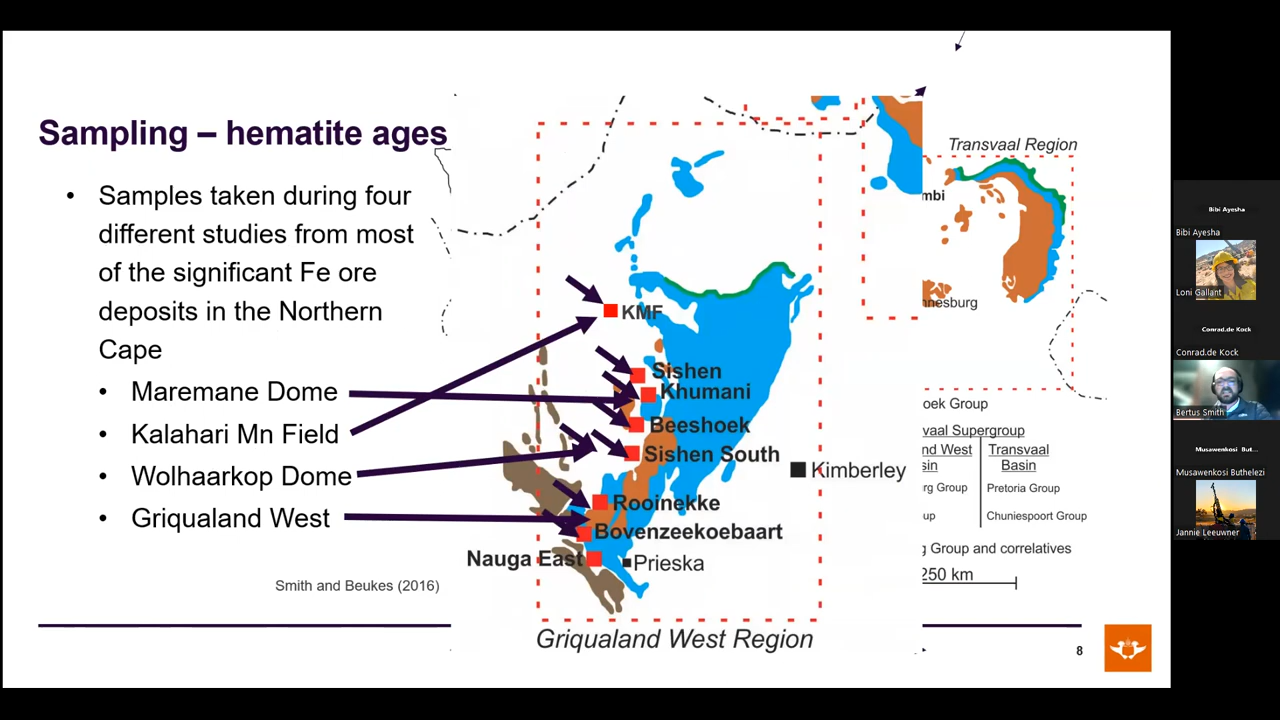 Sampling – hematite ages
• Samples taken during four
different studies from most
of the significant Fe ore
deposits in the Northern
Cape
• Maremane Dome
• Kalahari Mn Field
• Wolhaarkop Dome
• Griqualand West
Smith and Beukes (2016)
KMF
Sishen
Khumani
Beeshoek
Sishen South
Kimberley
Rooinekke
Bovenzeekoebaart
Nauga East
Prieska
Griqualand West Region
Transvaal Region
mbi
nnesburg
oek Group
vaal Supergroup
nd West
sin
Transvaal
Basin
rg Group
Pretoria Group
up
Chuniespoort Group
g Group and correlatives
250 km
8
Bibi Ayesha
Bibi Ayesha
Loni Gallant
Conrad.de Kock
Conrad.de Kock
Bertus Smith
Musawenkosi But...
Musawenkosi Buthelezi
Jannie Leeuwner